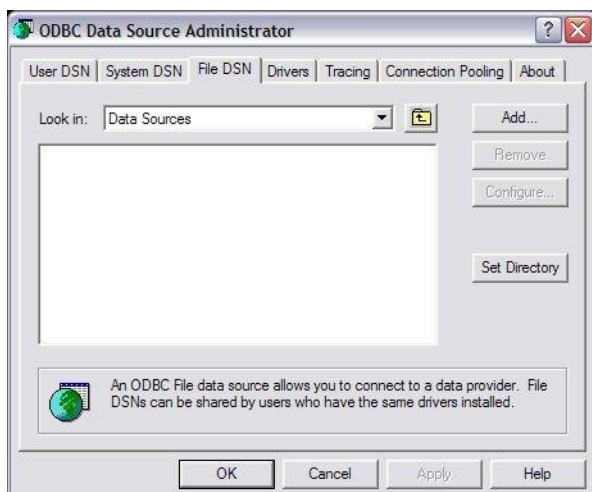 ODBC Data Source Administrator
User DSN System DSN File DSN Drivers Tracing Connection Pooling About
Look in: Data Sources Add...
Remove
Configure...
Set Directory
An ODBC File data source allows you to connect to a data provider. File
DSNs can be shared by users who have the same drivers installed.
OK Cancel Apply Help